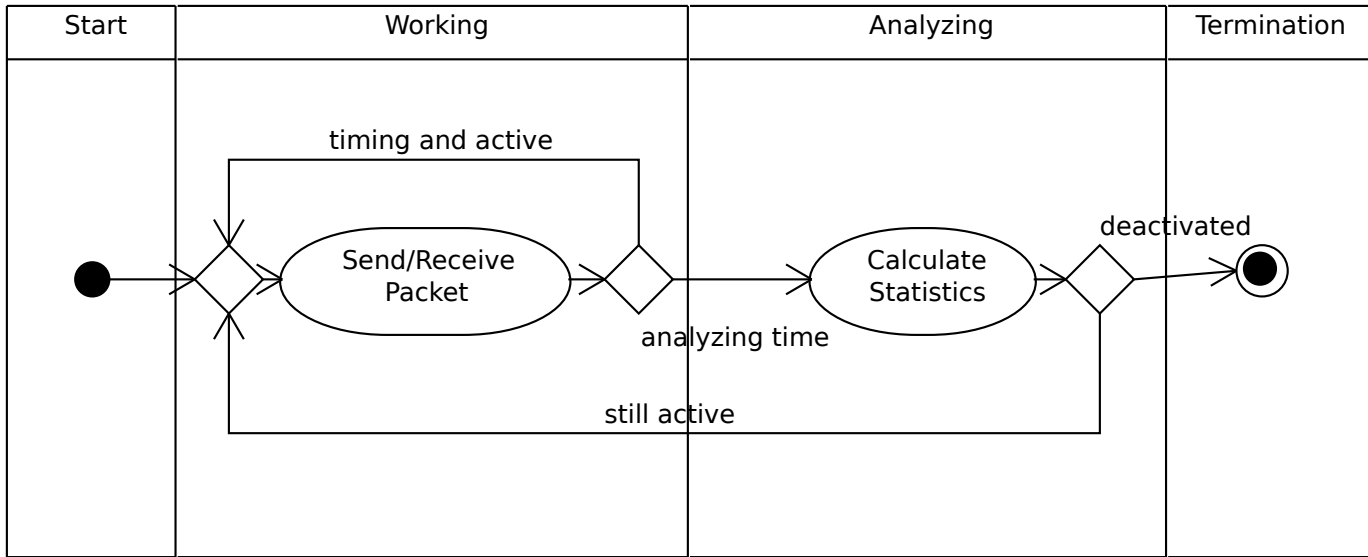 Start
Working
Analyzing
Termination
timing and active
Send/Receive
Packet
Calculate
Statistics
deactivated
analyzing time
still active